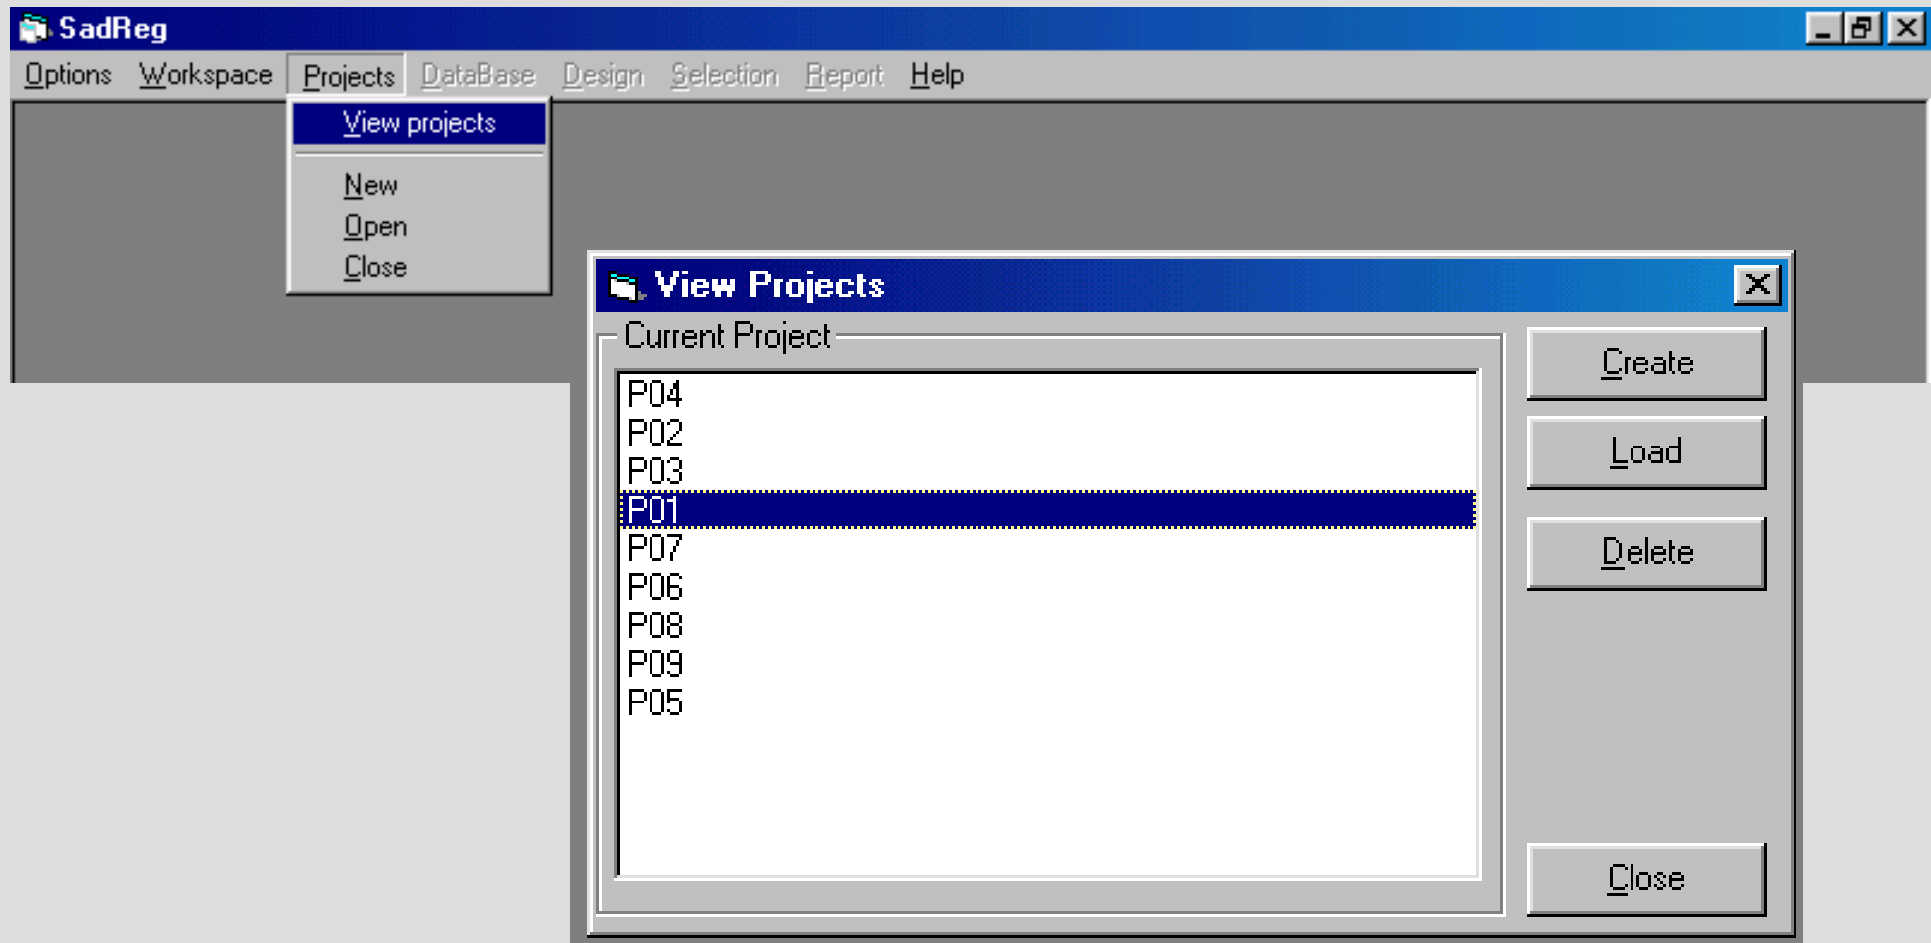 SadReg
Options Workspace Projects DataBase Design Selection Report Help
View projects
New
Open
Close
View Projects
Current Project
P04
P02
P03
P01
P07
P06
P08
P09
P05
Create
Load
Delete
Close